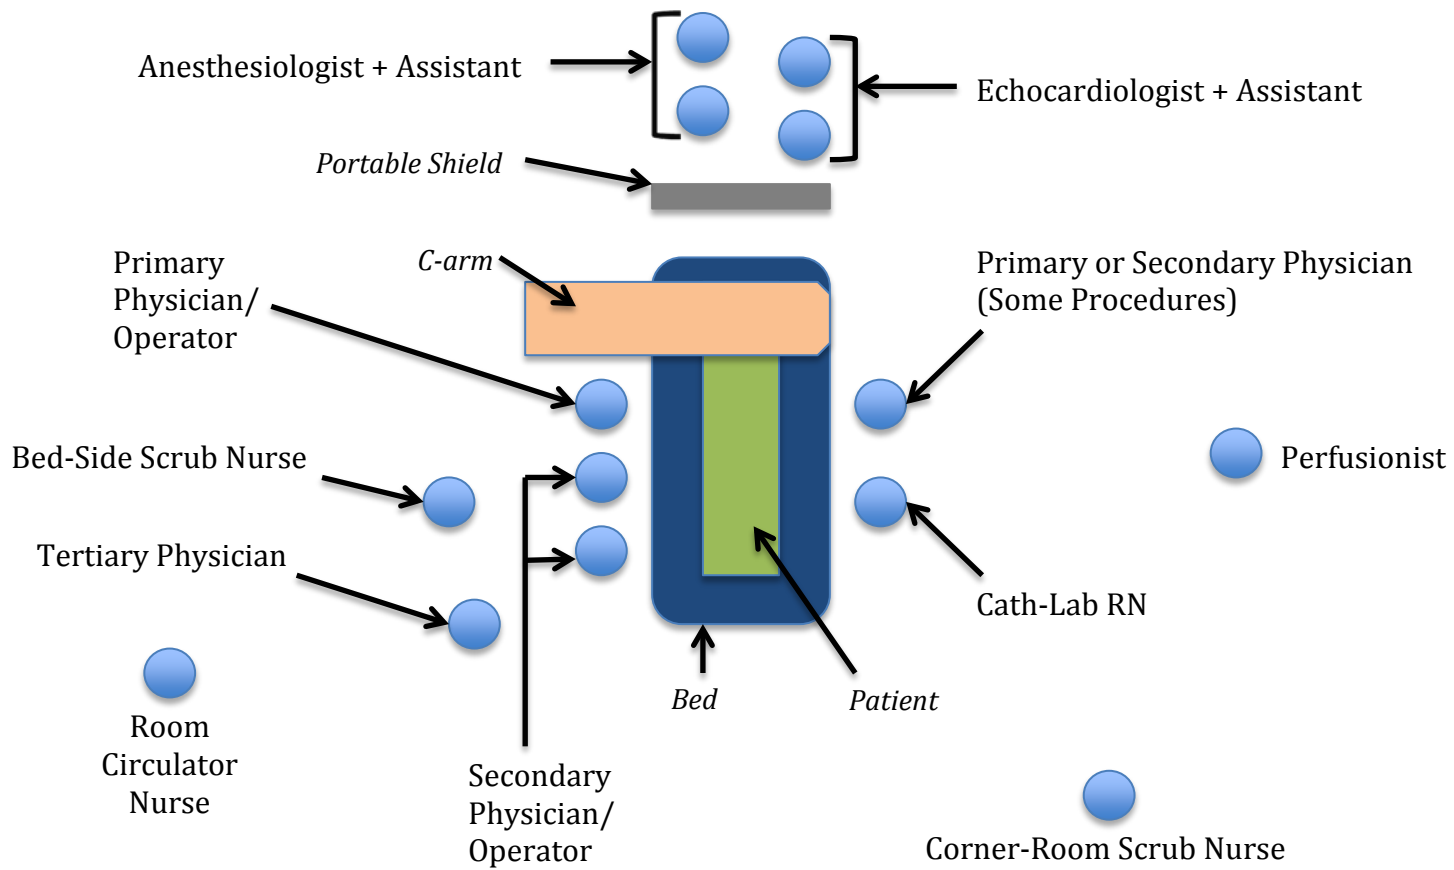 Anesthesiologist + Assistant
Echocardiologist + Assistant
Portable Shield
C-arm
Primary
Physician/
Operator
Primary or Secondary Physician
(Some Procedures)
Bed-Side Scrub Nurse
Perfusionist
Tertiary Physician
Cath-Lab RN
Bed
Patient
Room
Circulator
Nurse
Secondary
Physician/
Operator
Corner-Room Scrub Nurse